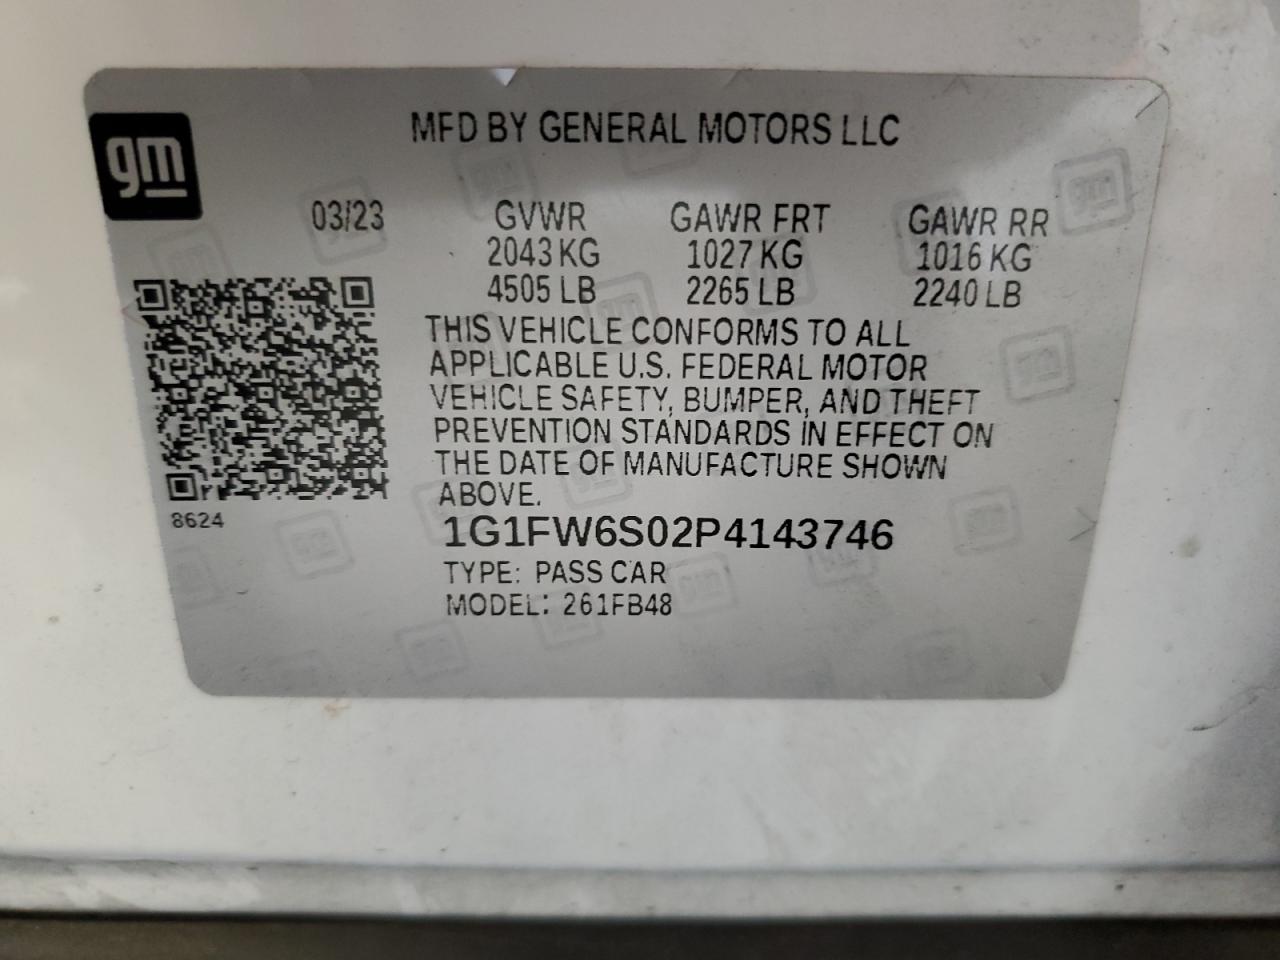 gm
MFD BY GENERAL MOTORS LLC
03/23 GVWR GAWR FRT GAWR RR
2043 KG 1027 KG 1016 KG
4505 LB 2265 LB 2240 LB
THIS VEHICLE CONFORMS TO ALL
APPLICABLE U.S. FEDERAL MOTOR
VEHICLE SAFETY, BUMPER, AND THEFT
PREVENTION STANDARDS IN EFFECT ON
THE DATE OF MANUFACTURE SHOWN
ABOVE.
8624
1G1FW6S02P4143746
TYPE: PASS CAR
MODEL: 261FB48